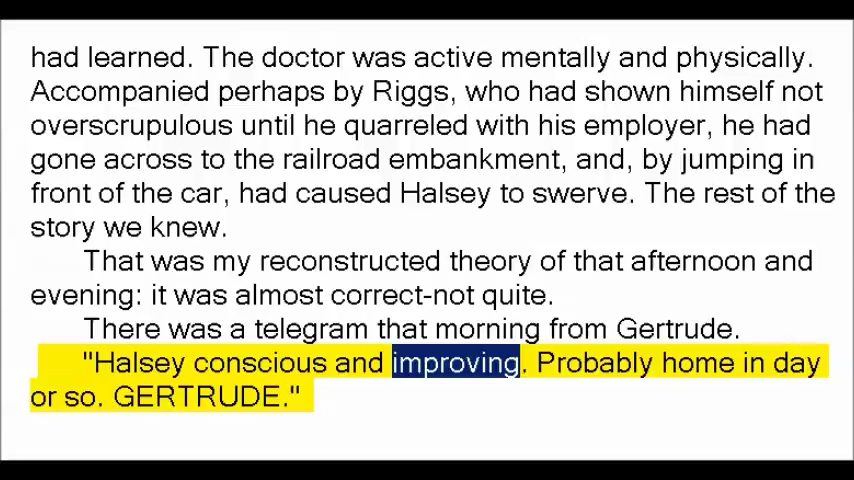 had learned. The doctor was active mentally and physically.
Accompanied perhaps by Riggs, who had shown himself not
overscrupulous until he quarreled with his employer, he had
gone across to the railroad embankment, and, by jumping in
front of the car, had caused Halsey to swerve. The rest of the
story we knew.
That was my reconstructed theory of that afternoon and
evening: it was almost correct-not quite.
There was a telegram that morning from Gertrude.
"Halsey conscious and improving. Probably home in day
or so. GERTRUDE."